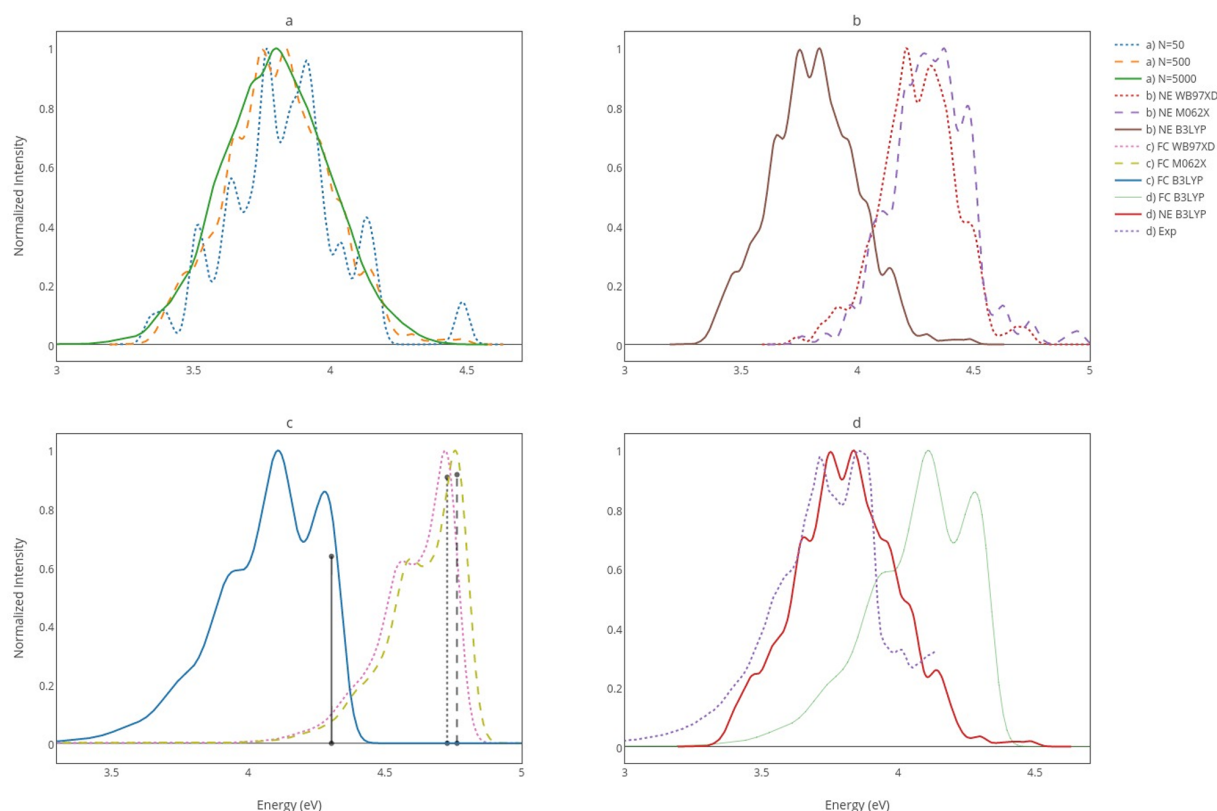 a
b
Normalized Intensity
1
0.8
0.6
0.4
0.2
0
3
3.5
4
4.5
1
0.8
0.6
0.4
0.2
0
3
3.5
4
4.5
5
a) N=50
a) N=500
a) N=5000
b) NE WB97XD
b) NE M062X
b) NE B3LYP
c) FC WB97XD
c) FC M062X
c) FC B3LYP
d) FC B3LYP
d) NE B3LYP
d) Exp
c
d
Normalized Intensity
1
0.8
0.6
0.4
0.2
0
3.5
4
4.5
5
Energy (eV)
1
0.8
0.6
0.4
0.2
0
3
3.5
4
4.5
Energy (eV)